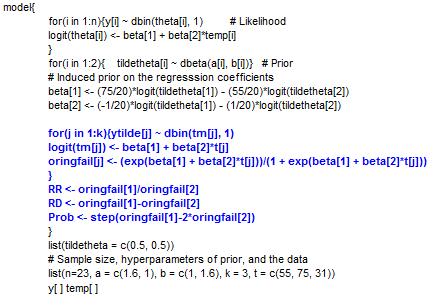 model{
for(i in 1:n){y[i] ~ dbin(theta[i], 1) # Likelihood
logit(theta[i]) <- beta[1] + beta[2]*temp[i]
}
for(i in 1:2){ tildetheta[i] ~ dbeta(a[i], b[i])} # Prior
# Induced prior on the regresssion coefficients
beta[1] <- (75/20)*logit(tildetheta[1]) - (55/20)*logit(tildetheta[2])
beta[2] <- (-1/20)*logit(tildetheta[1]) - (1/20)*logit(tildetheta[2])
for(j in 1:k){ytilde[j] ~ dbin(tm[j], 1)
logit(tm[j]) <- beta[1] + beta[2]*t[j]
oringfail[j] <- (exp(beta[1] + beta[2]*t[j]))/(1 + exp(beta[1] + beta[2]*t[j]))
}
RR <- oringfail[1]/oringfail[2]
RD <- oringfail[1]-oringfail[2]
Prob <- step(oringfail[1]-2*oringfail[2])
}
list(tildetheta = c(0.5, 0.5))
# Sample size, hyperparameters of prior, and the data
list(n=23, a = c(1.6, 1), b = c(1, 1.6), k = 3, t = c(55, 75, 31))
y[ ] temp[ ]